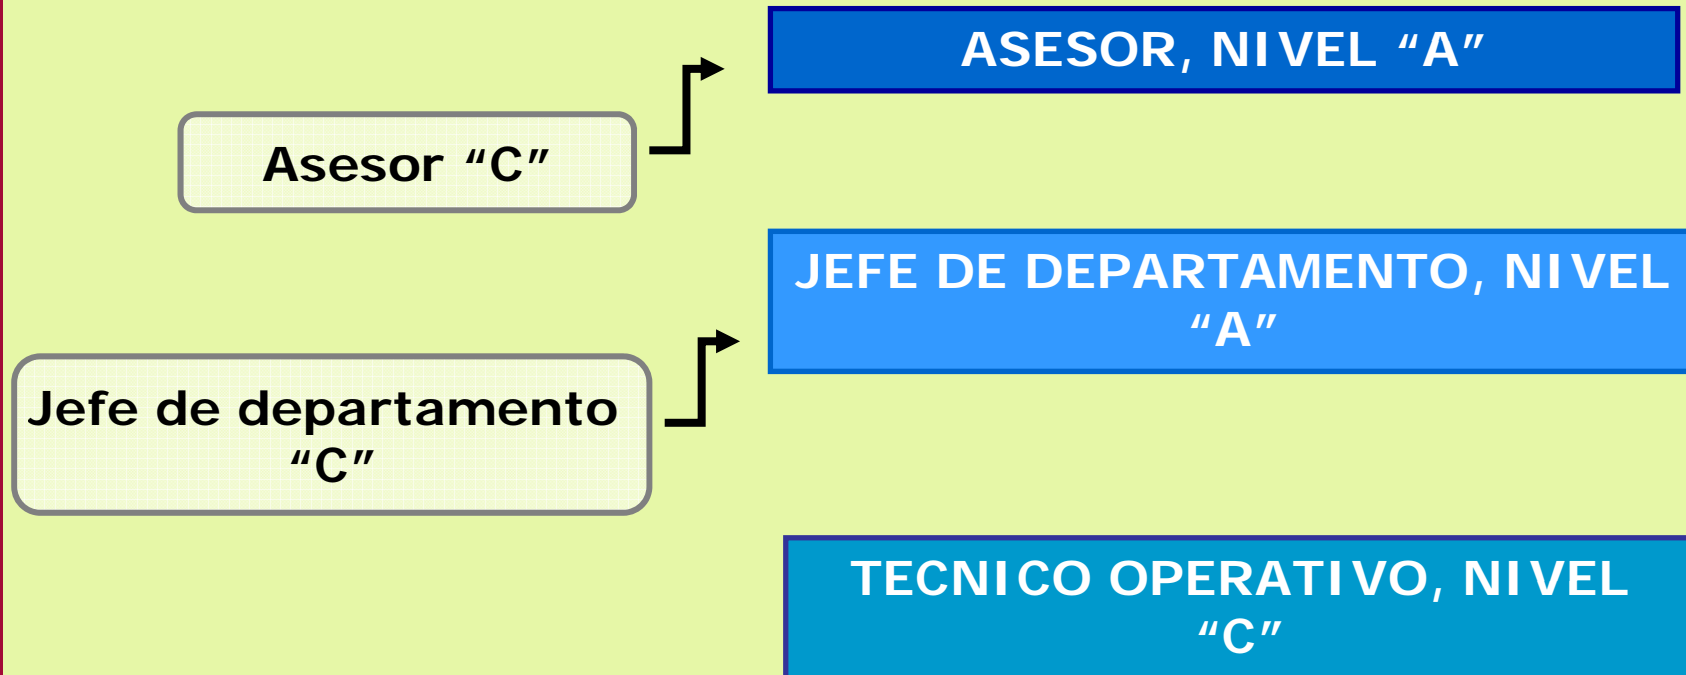 ASESOR, NIVEL “A”
Asesor “C”
JEFE DE DEPARTAMENTO, NIVEL
“A”
Jefe de departamento
“C”
TECNICO OPERATIVO, NIVEL
“C”